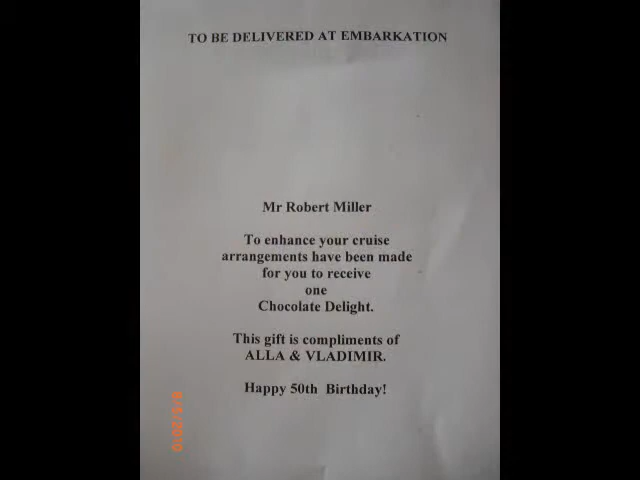 TO BE DELIVERED AT EMBARKATION
Mr Robert Miller
To enhance your cruise
arrangements have been made
for you to receive
one
Chocolate Delight.
This gift is compliments of
ALLA & VLADIMIR.
Happy 50th Birthday!